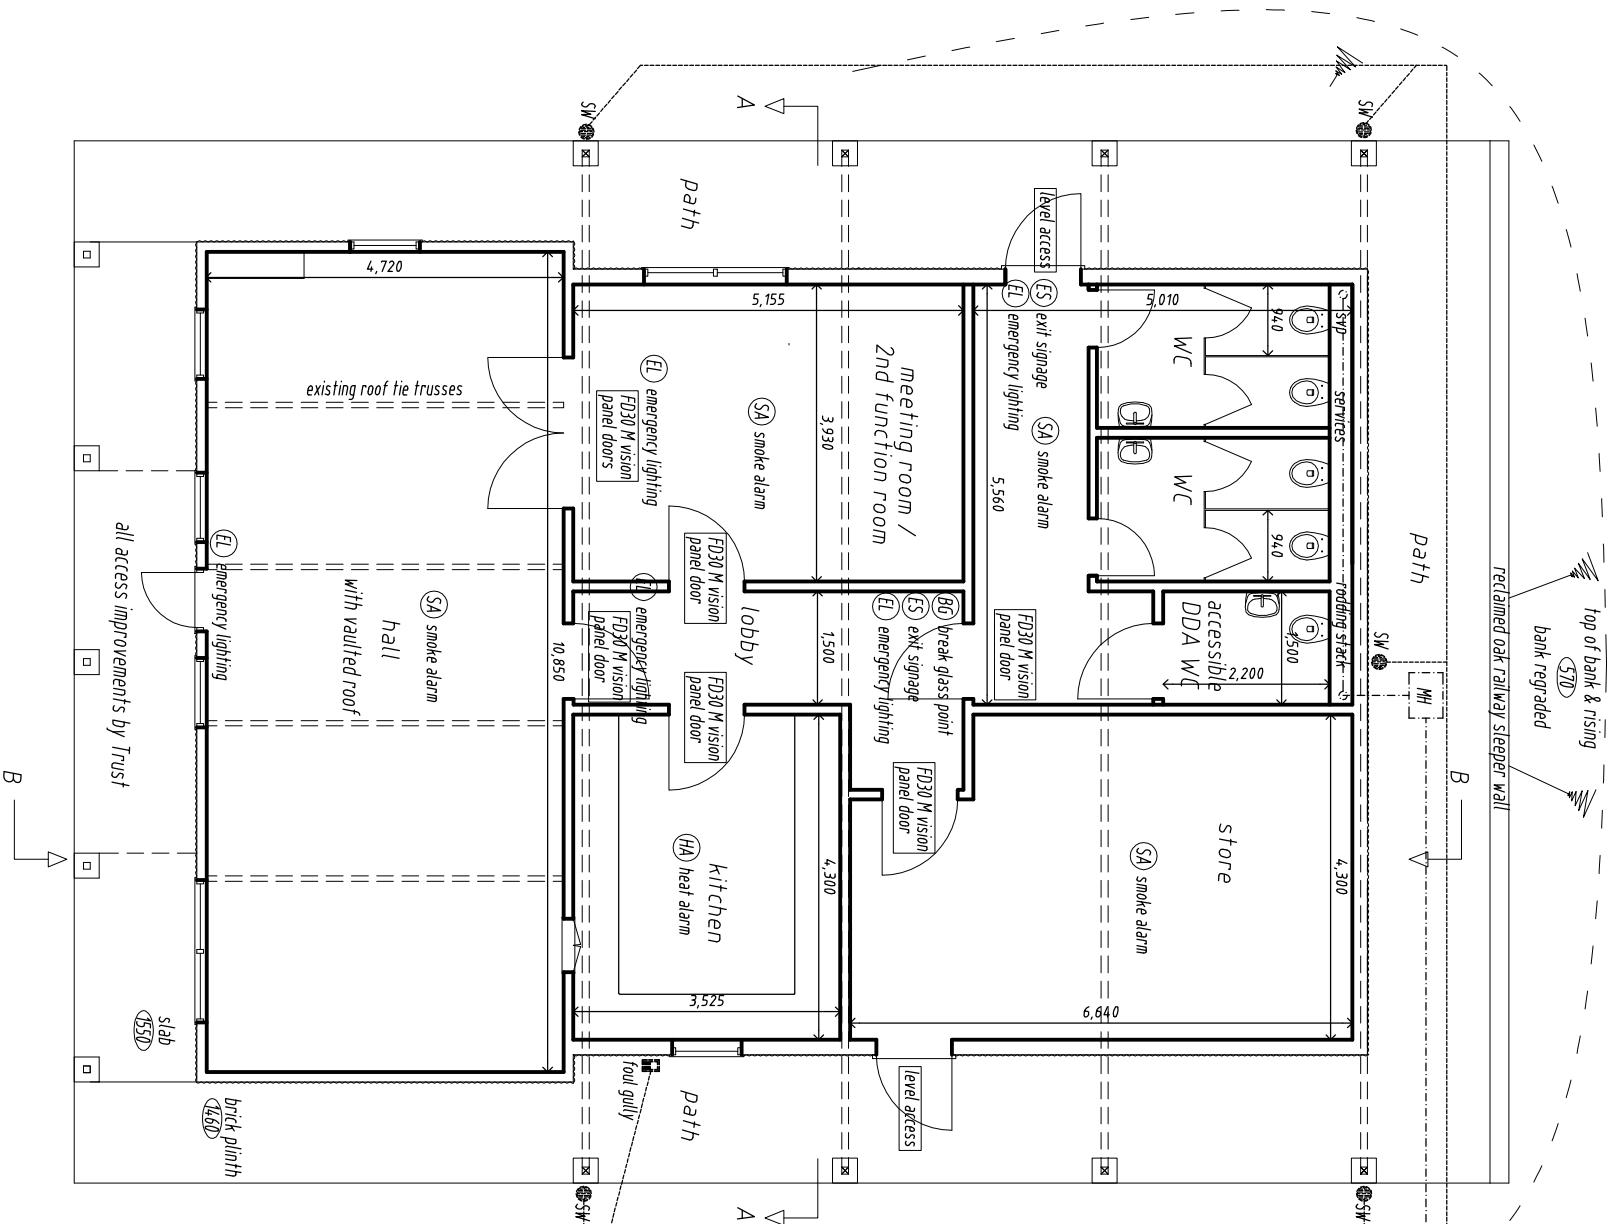 top of bank & rising
570
bank regraded
reclaimed oak railway sleeper wall
path
B
MH
SW
SW
SW
svp
services
rodding stack
940
940
5,010
WC
WC
1,500
2,200
accessible
DDA WC
4,300
store
SA smoke alarm
6,640
level access
ES exit signage
EL emergency lighting
SA smoke alarm
5,560
FD30 M vision
panel door
BG break glass point
ES exit signage
EL emergency lighting
FD30 M vision
panel door
level access
meeting room /
2nd function room
3,930
5,155
SA smoke alarm
EL emergency lighting
FD30 M vision
panel doors
1,500
lobby
FD30 M vision
panel door
FD30 M vision
panel door
EL emergency lighting
FD30 M vision
panel door
4,300
kitchen
HA heat alarm
3,525
A
path
SW
path
foul gully
SW
A
10,850
4,720
existing roof tie trusses
SA smoke alarm
hall
with vaulted roof
EL emergency lighting
all access improvements by Trust
brick plinth
1460
slab
1550
B